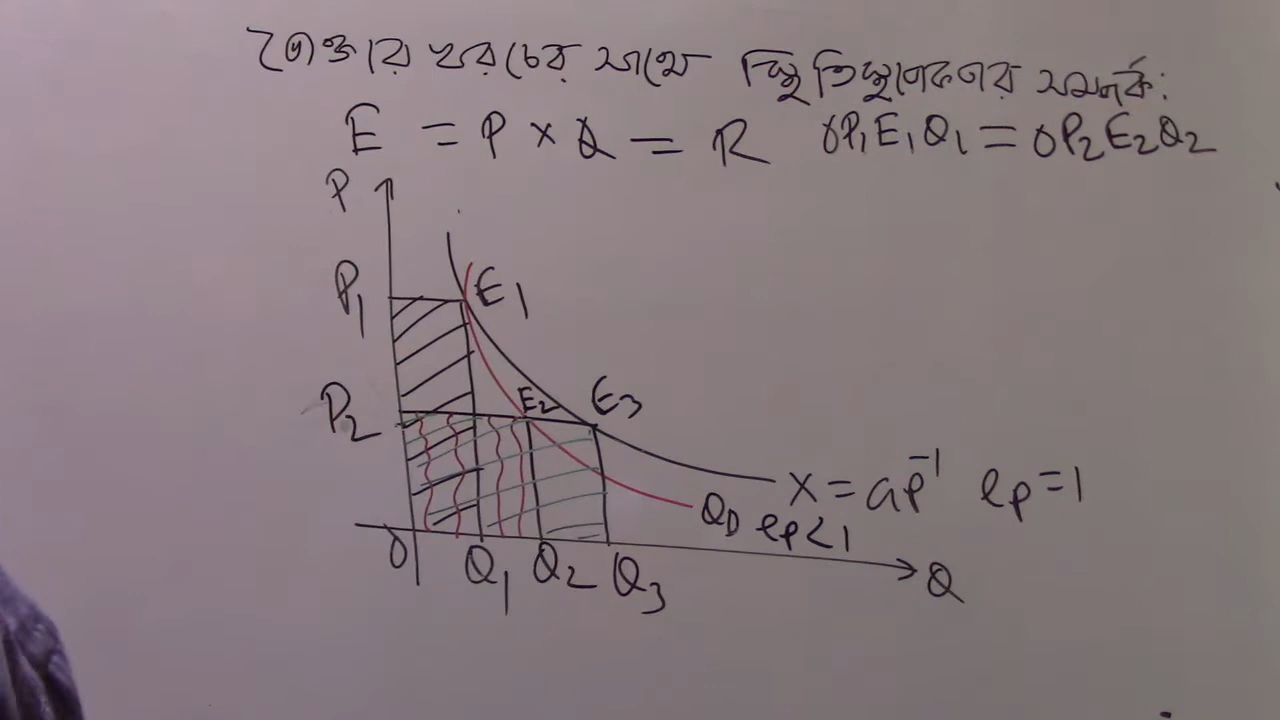 ভোক্তার খরচের সাথে স্থিতিস্থাপকতার সম্পর্ক:
E = P × Q = R OP₁E₁Q₁ = OP₂E₂Q₂
P
P₁ E₁
P₂ E₂ E₃
X = aP⁻¹ eP = 1
Q_D eP < 1
O Q₁ Q₂ Q₃ Q